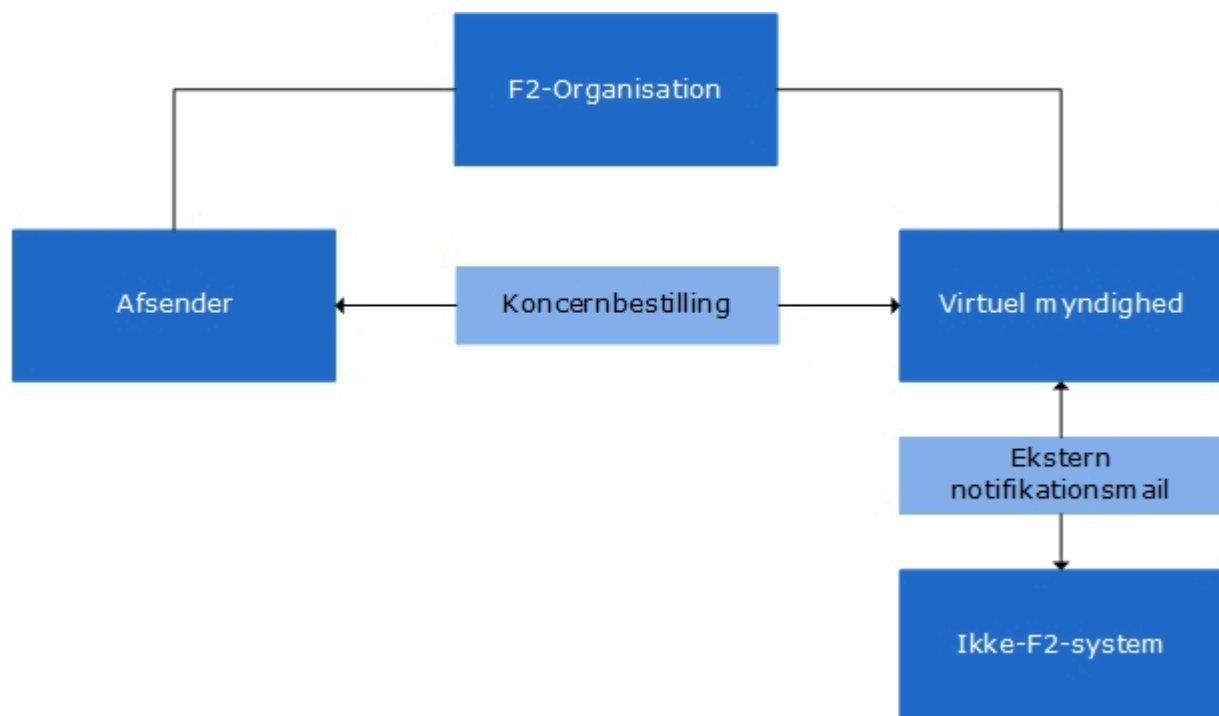 F2-Organisation
Afsender
Koncernbestilling
Virtuel myndighed
Ekstern
notifikationsmail
Ikke-F2-system